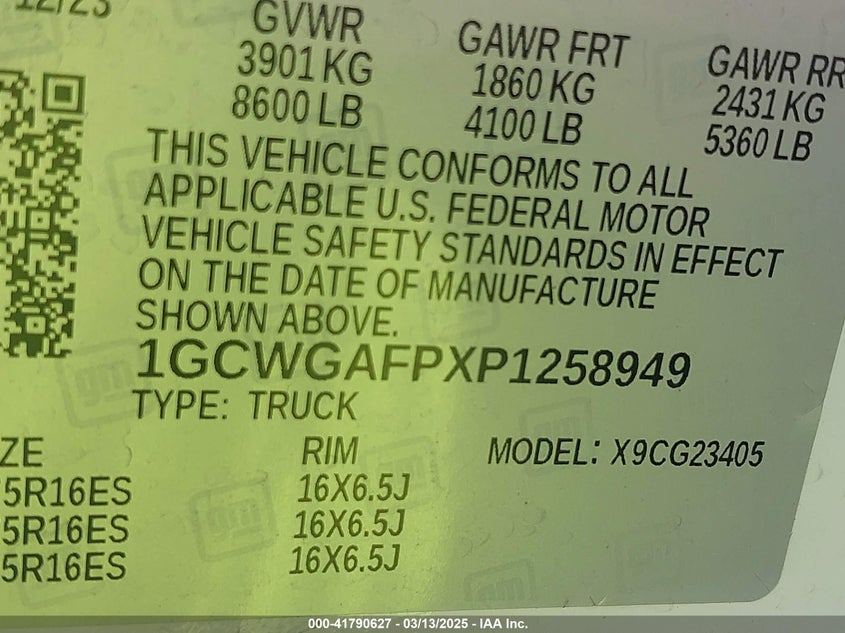 12/23
GVWR GAWR FRT GAWR RR
3901 KG 1860 KG 2431 KG
8600 LB 4100 LB 5360 LB
THIS VEHICLE CONFORMS TO ALL
APPLICABLE U.S. FEDERAL MOTOR
VEHICLE SAFETY STANDARDS IN EFFECT
ON THE DATE OF MANUFACTURE
SHOWN ABOVE.
1GCWGAFPXP1258949
TYPE: TRUCK
ZE RIM MODEL: X9CG23405
5R16ES 16X6.5J
5R16ES 16X6.5J
5R16ES 16X6.5J
000-41790627 - 03/13/2025 - IAA Inc.